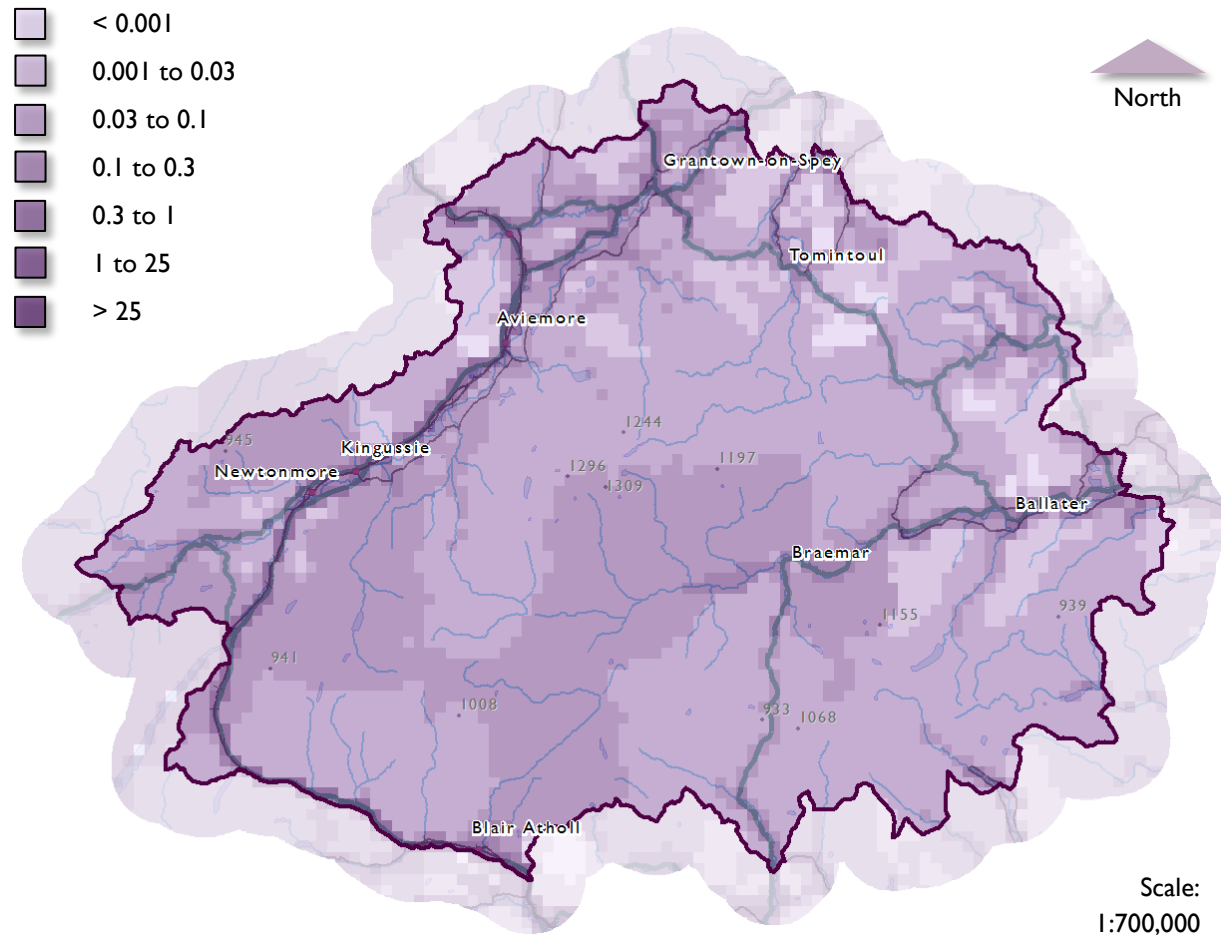 < 0.001
0.001 to 0.03
0.03 to 0.1
0.1 to 0.3
0.3 to 1
1 to 25
> 25
North
Grantown-on-Spey
Tomintoul
Aviemore
1244
945
Kingussie
1296
1197
Newtonmore
1309
Ballater
Braemar
1155
939
941
1008
933
1068
Blair Atholl
Scale:
1:700,000